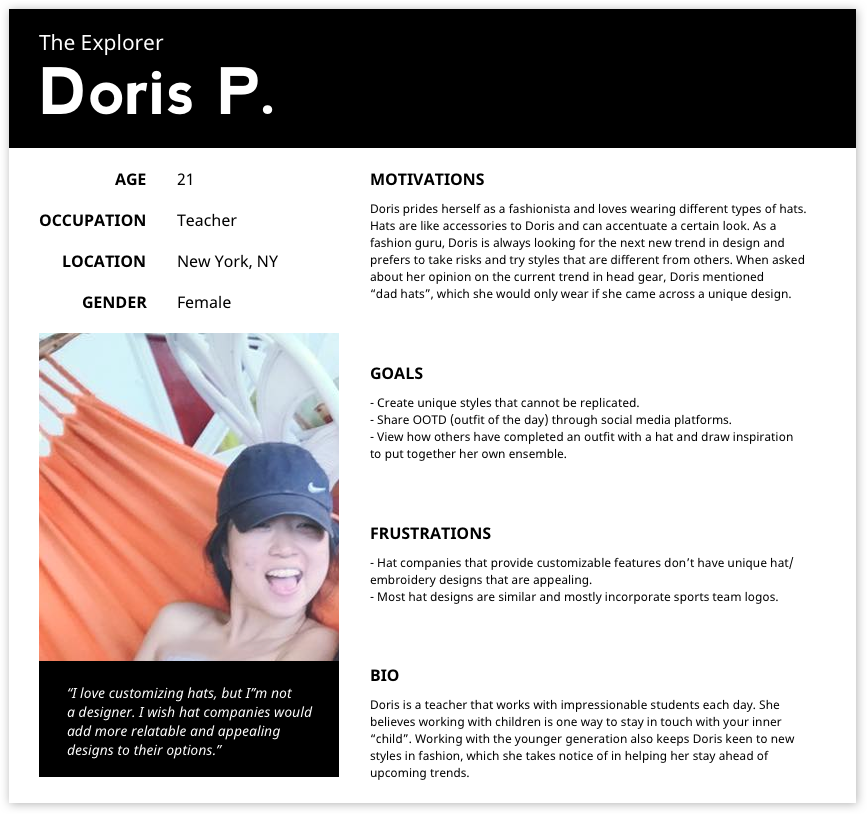 The Explorer
Doris P.
AGE 21
OCCUPATION Teacher
LOCATION New York, NY
GENDER Female
“I love customizing hats, but I’’m not
a designer. I wish hat companies would
add more relatable and appealing
designs to their options.”
MOTIVATIONS
Doris prides herself as a fashionista and loves wearing different types of hats.
Hats are like accessories to Doris and can accentuate a certain look. As a
fashion guru, Doris is always looking for the next new trend in design and
prefers to take risks and try styles that are different from others. When asked
about her opinion on the current trend in head gear, Doris mentioned
“dad hats”, which she would only wear if she came across a unique design.
GOALS
- Create unique styles that cannot be replicated.
- Share OOTD (outfit of the day) through social media platforms.
- View how others have completed an outfit with a hat and draw inspiration
to put together her own ensemble.
FRUSTRATIONS
- Hat companies that provide customizable features don’t have unique hat/
embroidery designs that are appealing.
- Most hat designs are similar and mostly incorporate sports team logos.
BIO
Doris is a teacher that works with impressionable students each day. She
believes working with children is one way to stay in touch with your inner
“child”. Working with the younger generation also keeps Doris keen to new
styles in fashion, which she takes notice of in helping her stay ahead of
upcoming trends.